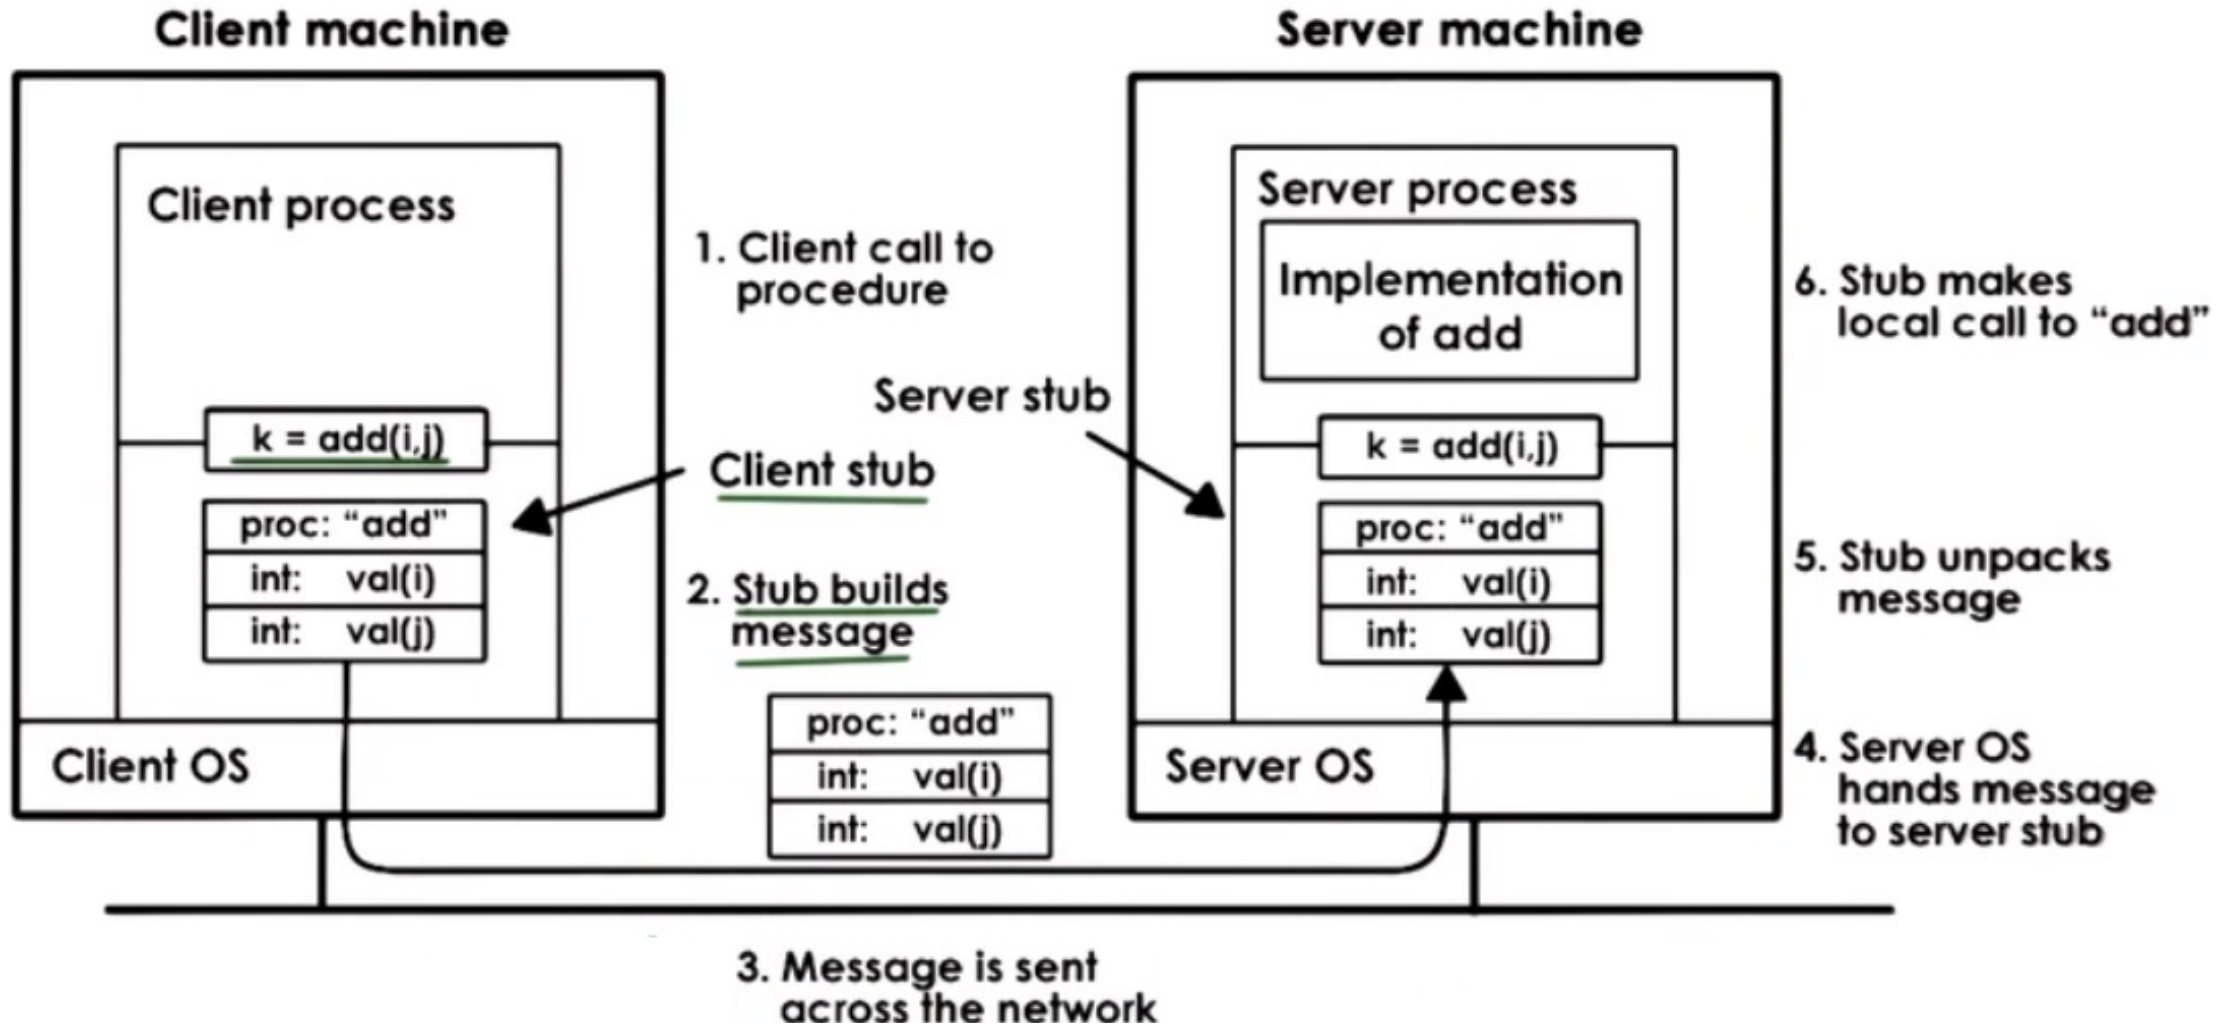 Client machine
Client process
k = add(i,j)
proc: “add”
int: val(i)
int: val(j)
Client OS
1. Client call to
procedure
Server stub
Client stub
2. Stub builds
message
proc: “add”
int: val(i)
int: val(j)
3. Message is sent
across the network
Server machine
Server process
Implementation
of add
k = add(i,j)
proc: “add”
int: val(i)
int: val(j)
Server OS
6. Stub makes
local call to “add”
5. Stub unpacks
message
4. Server OS
hands message
to server stub